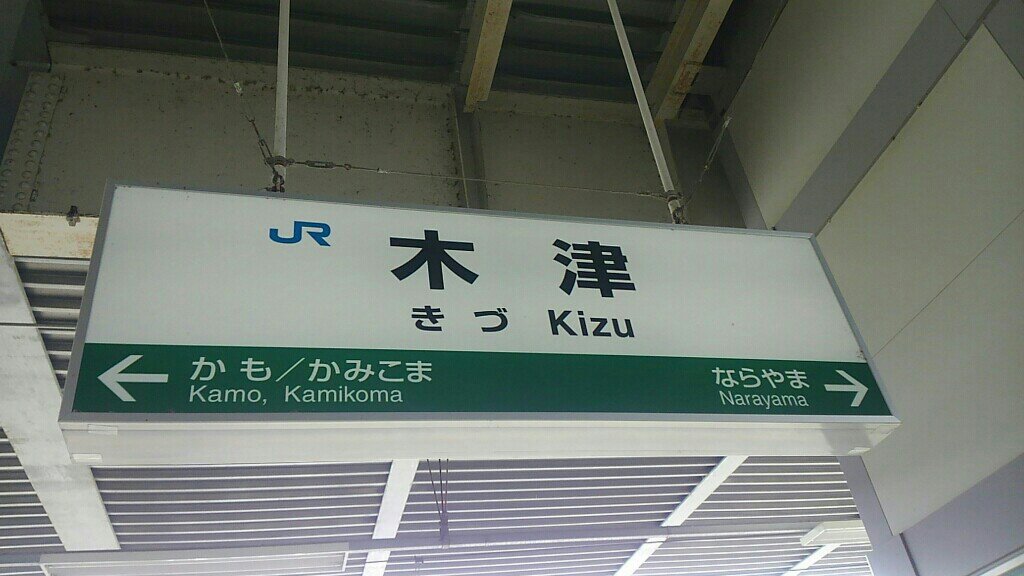 JR 木津
きづ Kizu
← かも／かみこま ならやま →
Kamo, Kamikoma Narayama